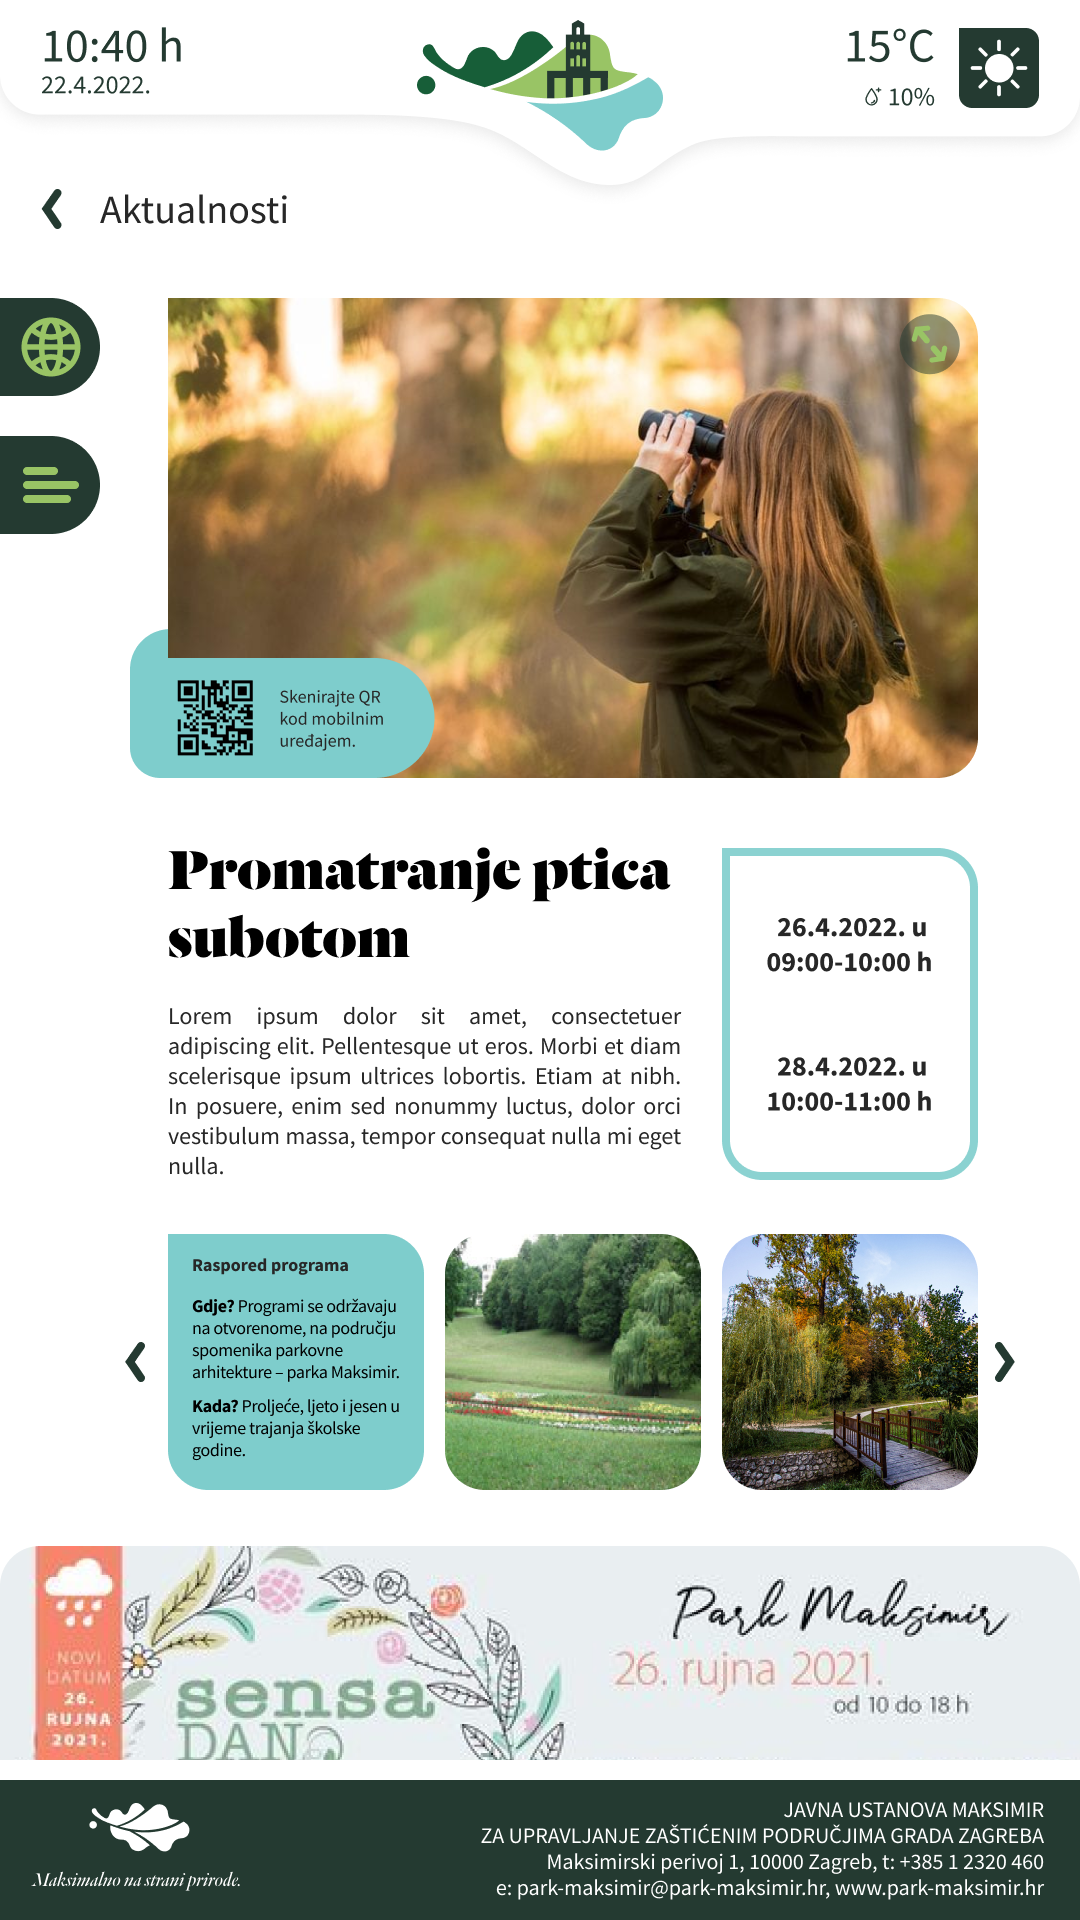 10:40 h
22.4.2022.
15°C
10%
Aktualnosti
Skenirajte QR
kod mobilnim
uređajem.
Promatranje ptica
subotom
26.4.2022. u
09:00-10:00 h
28.4.2022. u
10:00-11:00 h
Lorem ipsum dolor sit amet, consectetuer
adipiscing elit. Pellentesque ut eros. Morbi et diam
scelerisque ipsum ultrices lobortis. Etiam at nibh.
In posuere, enim sed nonummy luctus, dolor orci
vestibulum massa, tempor consequat nulla mi eget
nulla.
Raspored programa
Gdje? Programi se održavaju
na otvorenome, na području
spomenika parkovne
arhitekture – parka Maksimir.
Kada? Proljeće, ljeto i jesen u
vrijeme trajanja školske
godine.
NOVI
DATUM
26.
RUJNA
2021.
sensa
DAN
Park Maksimir
26. rujna 2021.
od 10 do 18 h
Maksimalno na strani prirode.
JAVNA USTANOVA MAKSIMIR
ZA UPRAVLJANJE ZAŠTIĆENIM PODRUČJIMA GRADA ZAGREBA
Maksimirski perivoj 1, 10000 Zagreb, t: +385 1 2320 460
e: park-maksimir@park-maksimir.hr, www.park-maksimir.hr